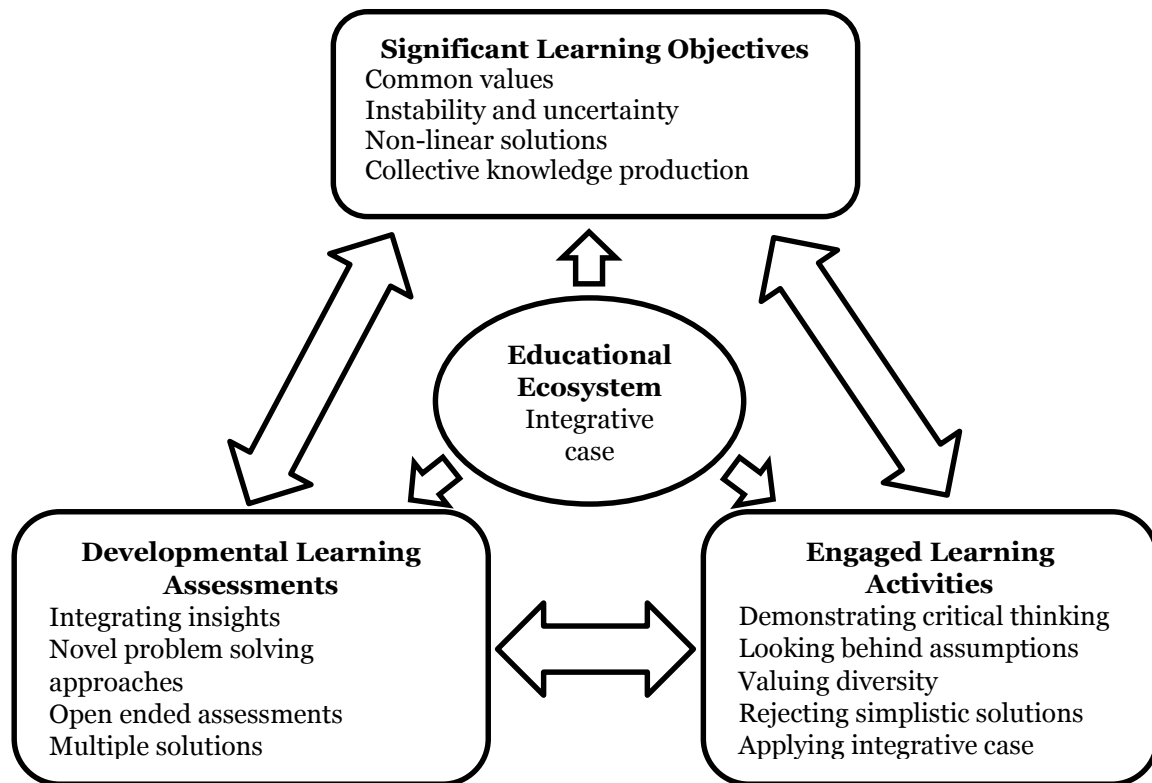 Significant Learning Objectives
Common values
Instability and uncertainty
Non-linear solutions
Collective knowledge production
Educational
Ecosystem
Integrative
case
Developmental Learning
Assessments
Integrating insights
Novel problem solving
approaches
Open ended assessments
Multiple solutions
Engaged Learning
Activities
Demonstrating critical thinking
Looking behind assumptions
Valuing diversity
Rejecting simplistic solutions
Applying integrative case